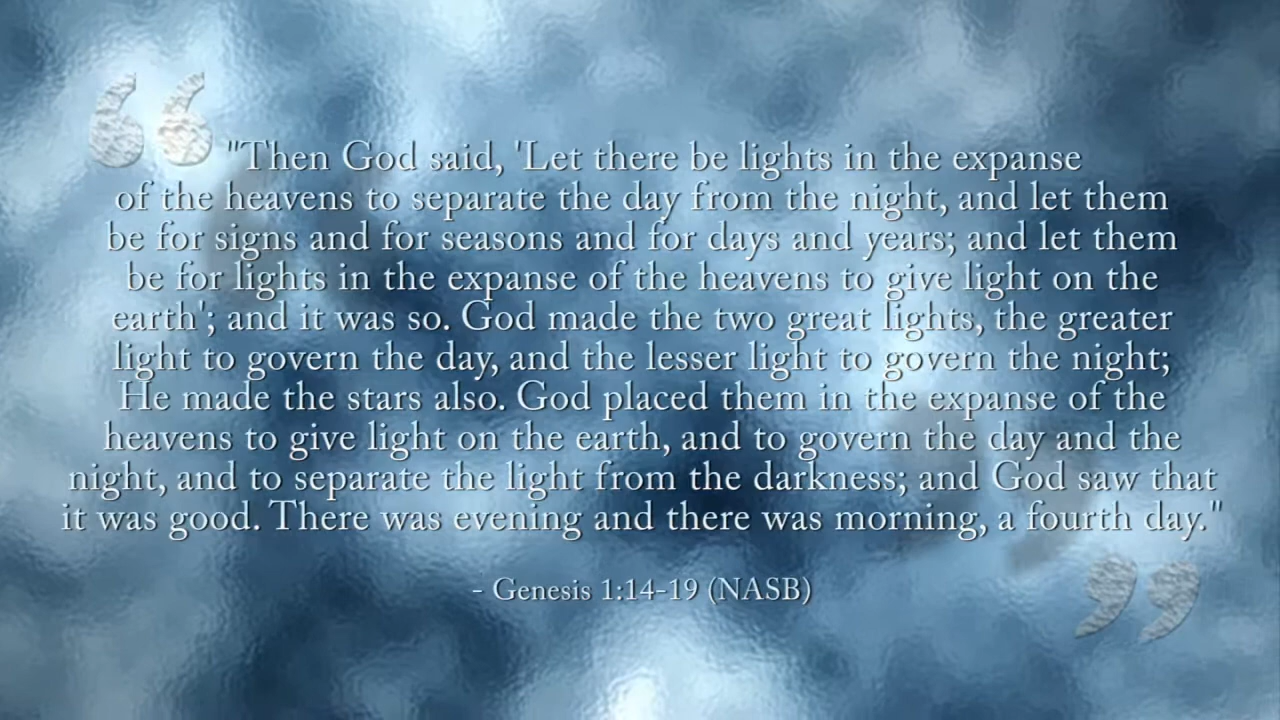 "Then God said, 'Let there be lights in the expanse
of the heavens to separate the day from the night, and let them
be for signs and for seasons and for days and years; and let them
be for lights in the expanse of the heavens to give light on the
earth'; and it was so. God made the two great lights, the greater
light to govern the day, and the lesser light to govern the night;
He made the stars also. God placed them in the expanse of the
heavens to give light on the earth, and to govern the day and the
night, and to separate the light from the darkness; and God saw that
it was good. There was evening and there was morning, a fourth day."
- Genesis 1:14-19 (NASB)